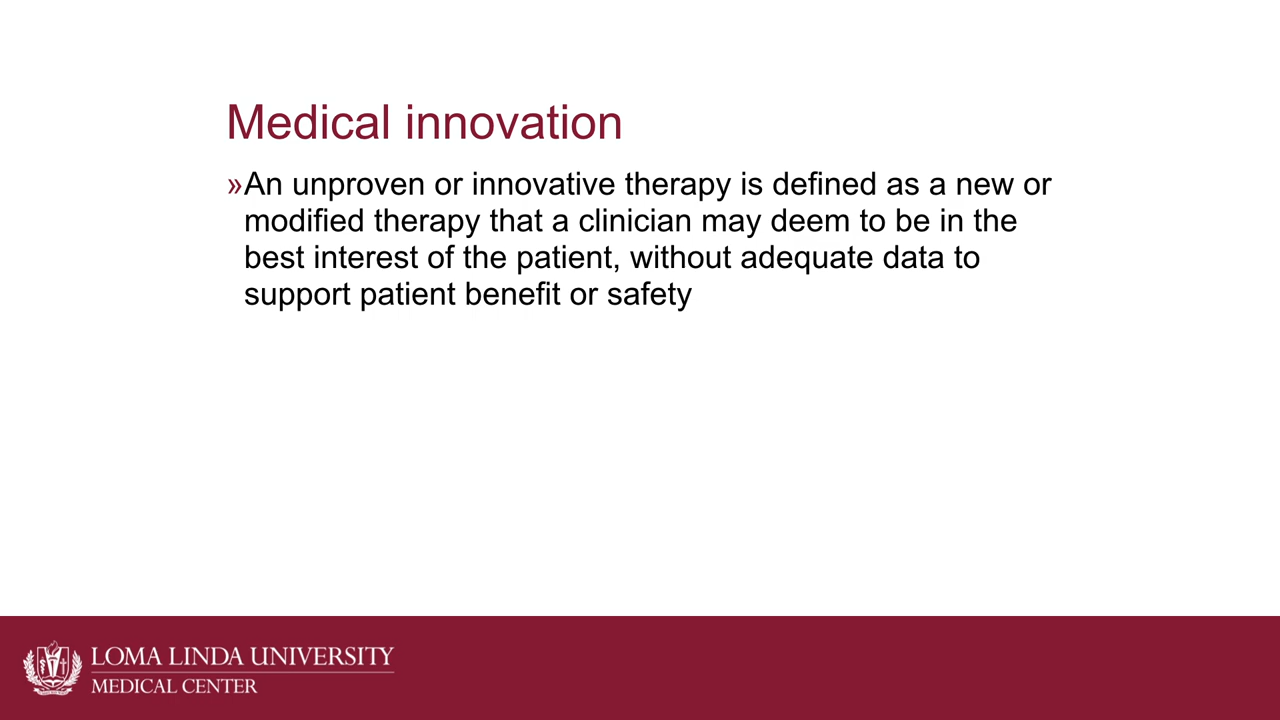 Medical innovation
»An unproven or innovative therapy is defined as a new or
modified therapy that a clinician may deem to be in the
best interest of the patient, without adequate data to
support patient benefit or safety
LOMA LINDA UNIVERSITY
MEDICAL CENTER